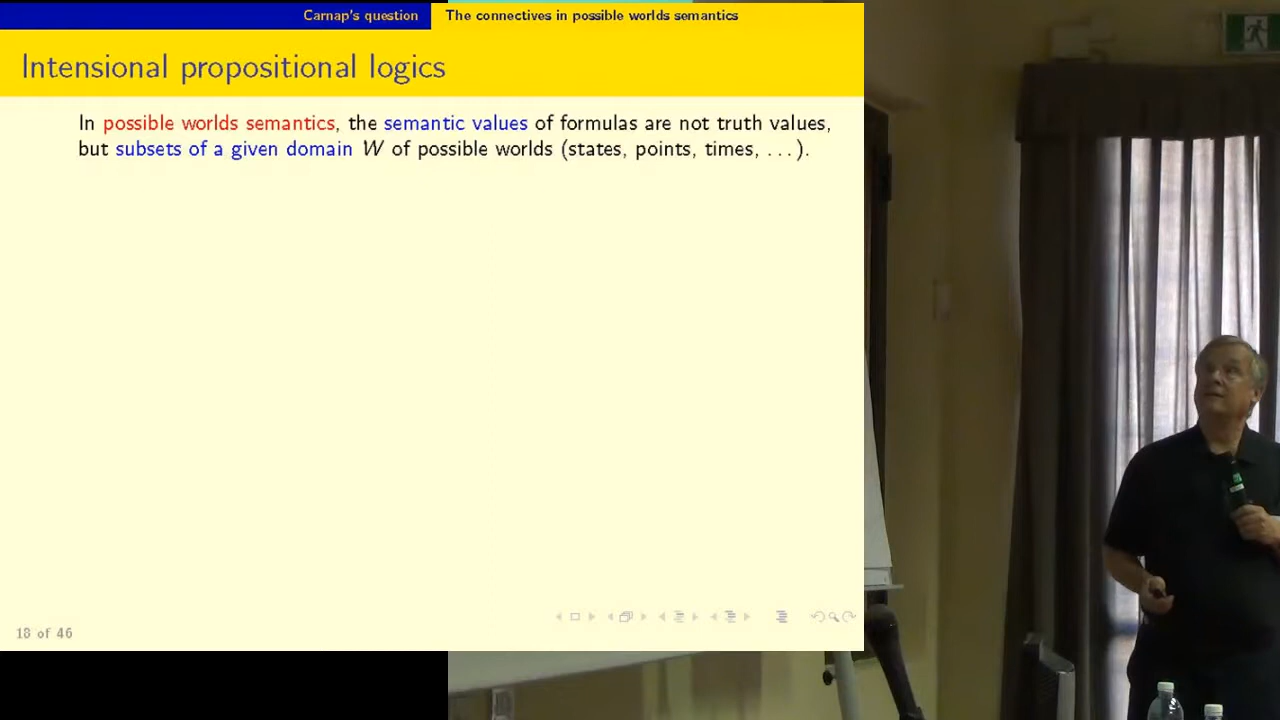 Carnap's question
The connectives in possible worlds semantics
Intensional propositional logics
In possible worlds semantics, the semantic values of formulas are not truth values,
but subsets of a given domain W of possible worlds (states, points, times, ...).
18 of 46